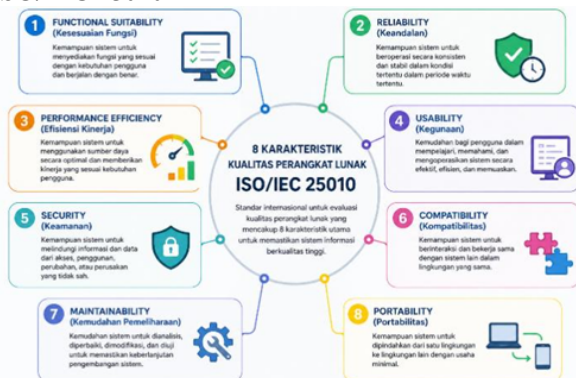 1 FUNCTIONAL SUITABILITY
(Kesesuaian Fungsi)
Kemampuan sistem untuk
menyediakan fungsi yang sesuai
dengan kebutuhan pengguna
dan berjalan dengan benar.
2 RELIABILITY
(Keandalan)
Kemampuan sistem untuk
beroperasi secara konsisten
dan stabil dalam kondisi
tertentu dalam periode waktu
tertentu.
3 PERFORMANCE EFFICIENCY
(Efisiensi Kinerja)
Kemampuan sistem untuk
menggunakan sumber daya
secara optimal dan memberikan
kinerja yang sesuai kebutuhan
pengguna.
4 USABILITY
(Kegunaan)
Kemudahan bagi pengguna dalam
mempelajari, memahami, dan
mengoperasikan sistem secara
efektif, efisien, dan memuaskan.
8 KARAKTERISTIK
KUALITAS PERANGKAT LUNAK
ISO/IEC 25010
Standar internasional untuk evaluasi
kualitas perangkat lunak yang
mencakup 8 karakteristik utama
untuk memastikan sistem informasi
berkualitas tinggi.
5 SECURITY
(Keamanan)
Kemampuan sistem untuk
melindungi informasi dan data
dari akses, penggunan,
perubahan, atau perusakan
yang tidak sah.
6 COMPATIBILITY
(Kompatibilitas)
Kemampuan sistem untuk
berinteraksi dan bekerja sama
dengan sistem lain dalam
lingkungan yang sama.
7 MAINTAINABILITY
(Kemudahan Pemeliharaan)
Kemudahan sistem untuk dianalisis,
diperbaiki, dimodifikasi, dan diuji
untuk memastikan keberlanjutan
pengembangan sistem.
8 PORTABILITY
(Portabilitas)
Kemampuan sistem untuk
dipindahkan dari satu lingkungan
ke lingkungan lain dengan usaha
minimal.